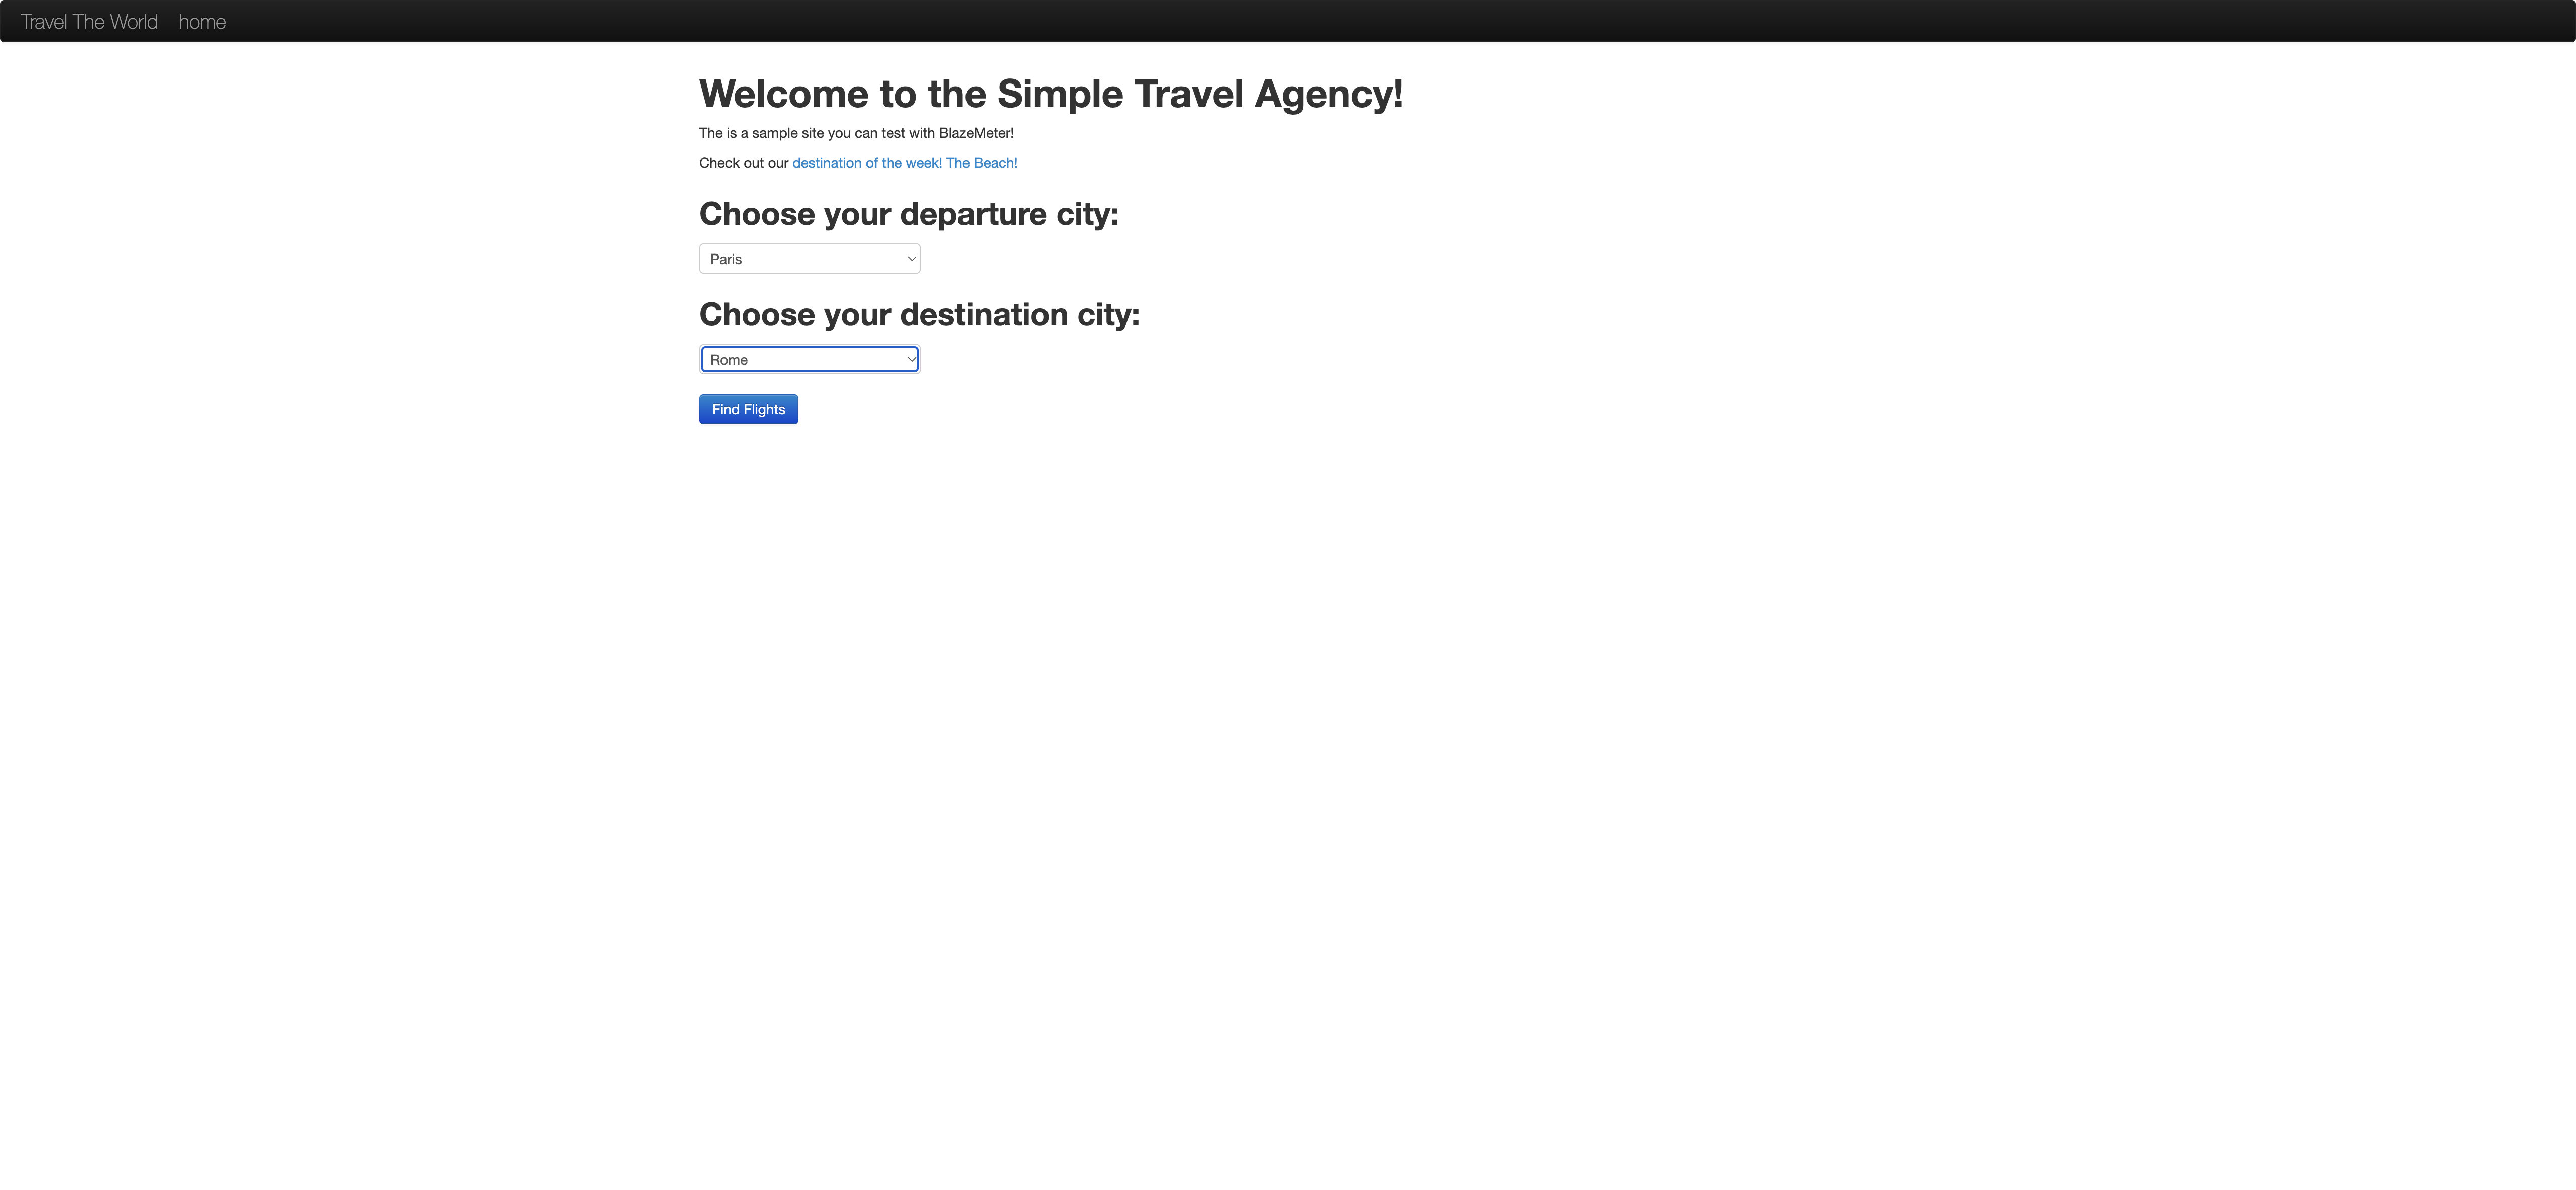 Travel The World home
Welcome to the Simple Travel Agency!
The is a sample site you can test with BlazeMeter!
Check out our destination of the week! The Beach!
Choose your departure city:
Paris
Choose your destination city:
Rome
Find Flights